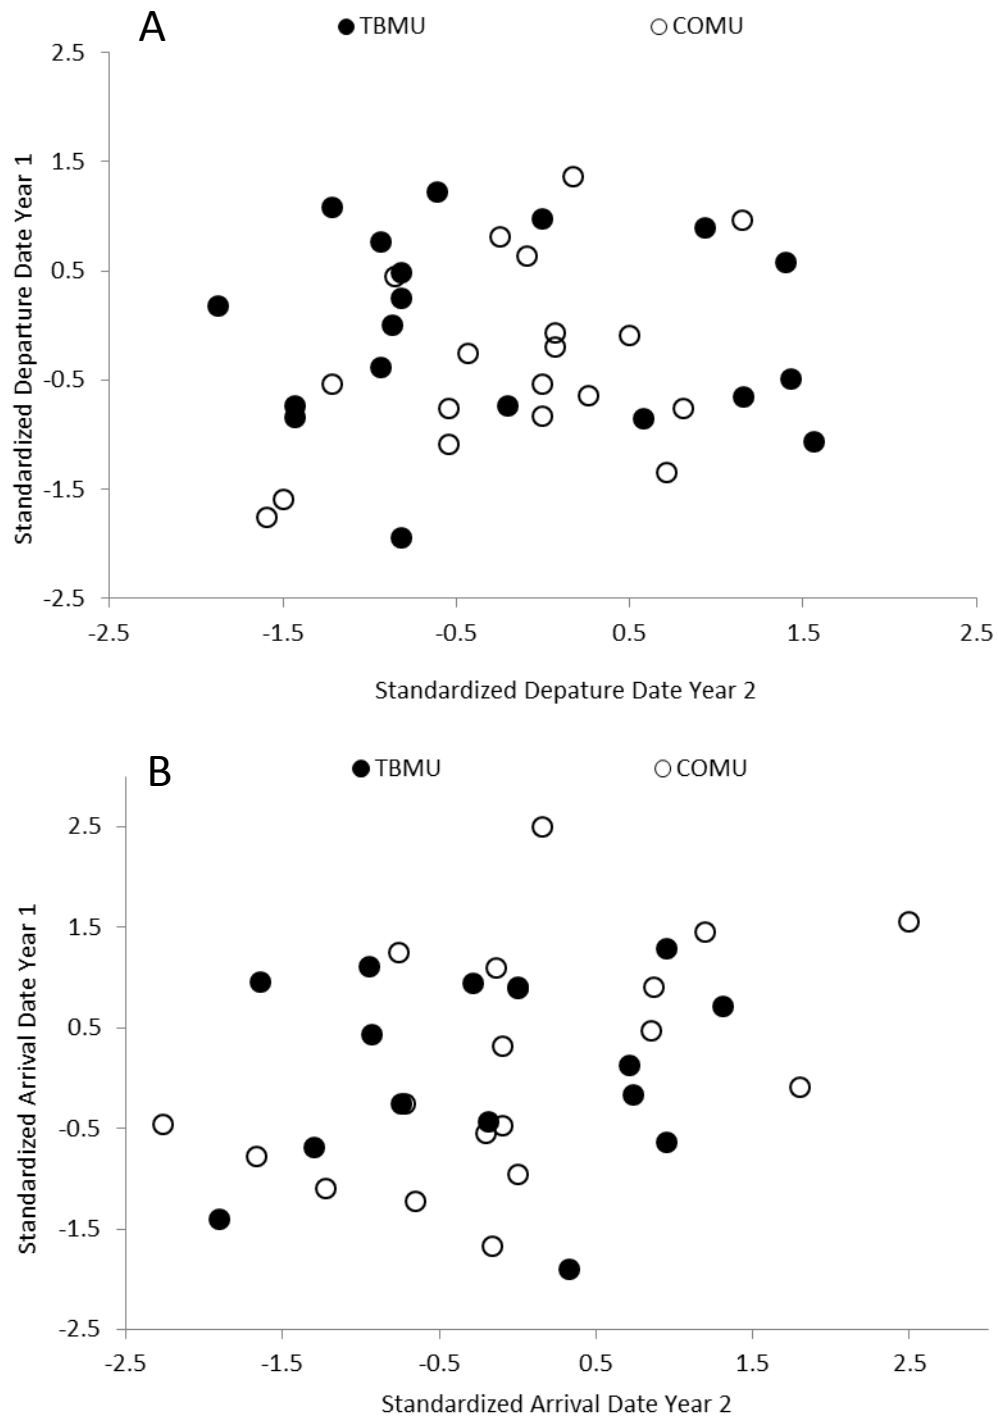 A
TBMU COMU
2.5
1.5
0.5
-0.5
-1.5
-2.5
Standardized Departure Date Year 1
-2.5 -1.5 -0.5 0.5 1.5 2.5
Standardized Depature Date Year 2
B
TBMU COMU
2.5
1.5
0.5
-0.5
-1.5
-2.5
Standardized Arrival Date Year 1
-2.5 -1.5 -0.5 0.5 1.5 2.5
Standardized Arrival Date Year 2